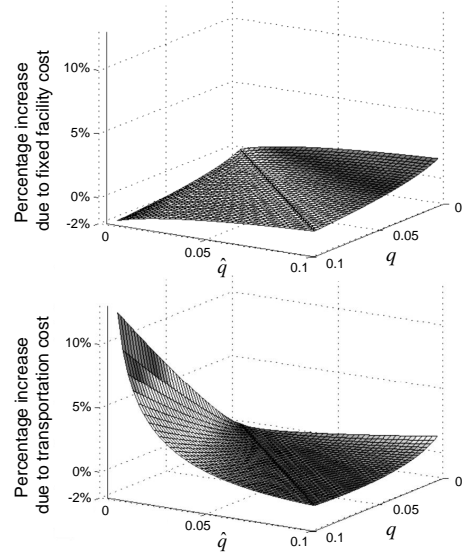 Percentage increase
due to fixed facility cost
10%
5%
0%
-2%
0
0.05
0.1
q̂
0.1
0.05
0
q
Percentage increase
due to transportation cost
10%
5%
0%
-2%
0
0.05
0.1
q̂
0.1
0.05
0
q